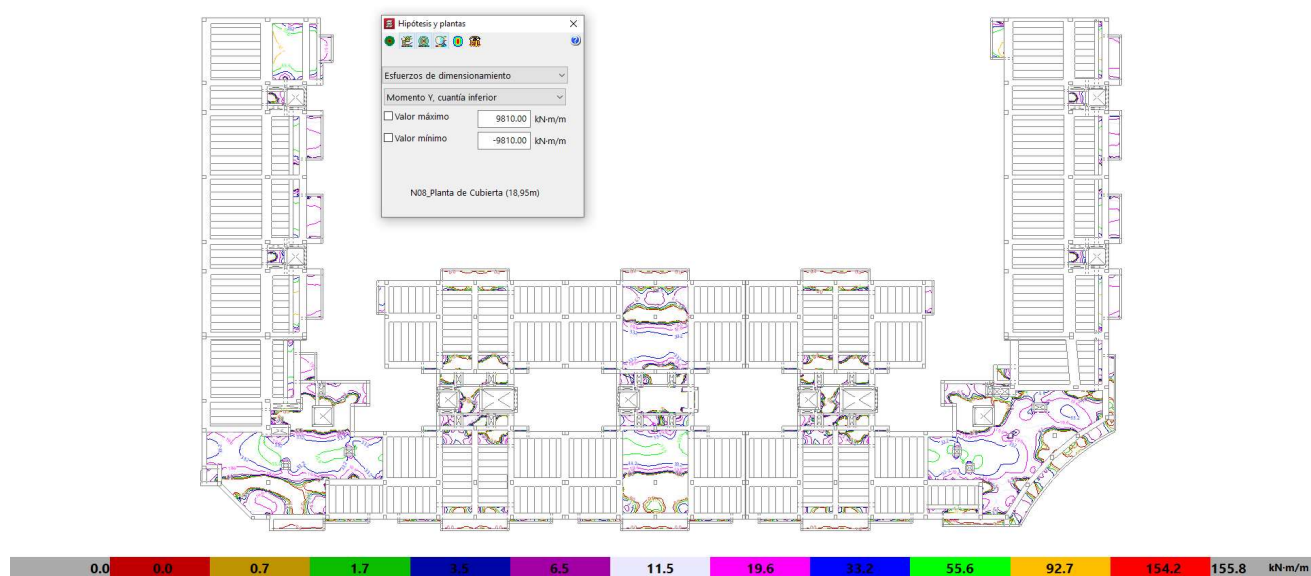 Hipótesis y plantas
Esfuerzos de dimensionamiento
Momento Y, cuantía inferior
Valor máximo 9810.00 kN·m/m
Valor mínimo -9810.00 kN·m/m
N08_Planta de Cubierta (18,95m)
0.0 0.0 0.7 1.7 3.5 6.5 11.5 19.6 33.2 55.6 92.7 154.2 155.8 kN·m/m